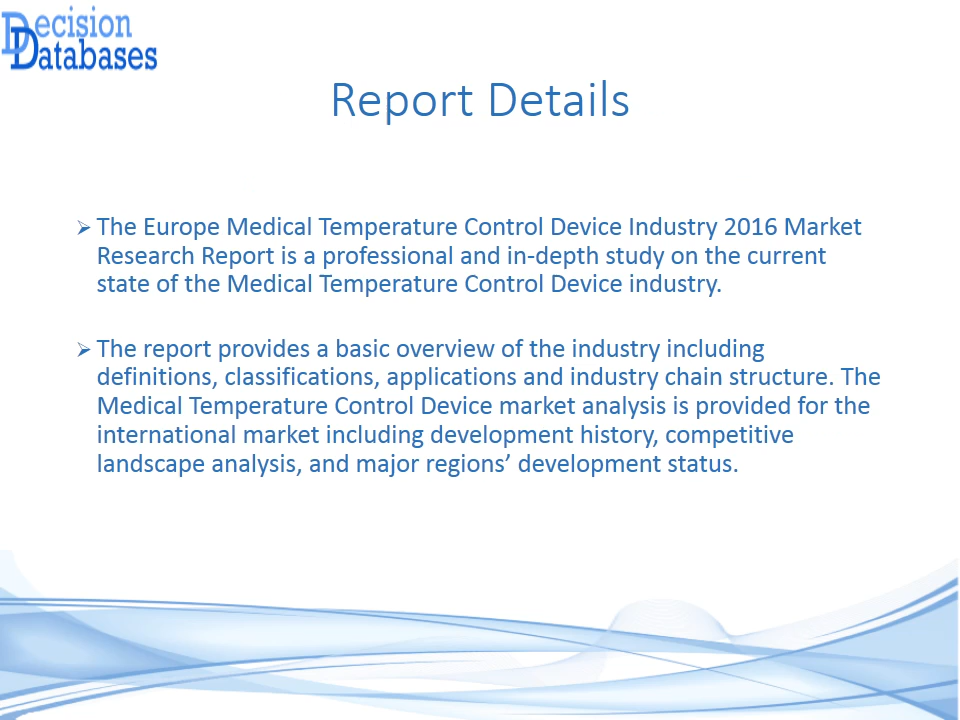 Decision
Databases
Report Details
➢ The Europe Medical Temperature Control Device Industry 2016 Market
Research Report is a professional and in-depth study on the current
state of the Medical Temperature Control Device industry.
➢ The report provides a basic overview of the industry including
definitions, classifications, applications and industry chain structure. The
Medical Temperature Control Device market analysis is provided for the
international market including development history, competitive
landscape analysis, and major regions’ development status.